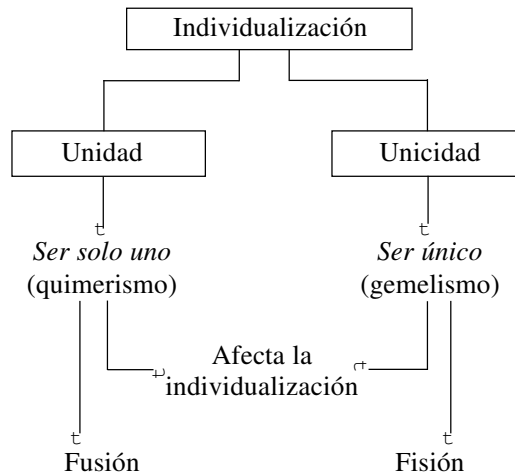 Individualización
Unidad
Unicidad
Ser solo uno
(quimerismo)
Ser único
(gemelismo)
Afecta la
individualización
Fusión
Fisión